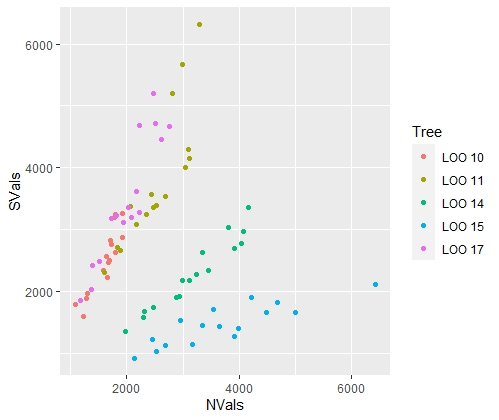 6000
4000
2000
SVals
2000
4000
6000
NVals
Tree
LOO 10
LOO 11
LOO 14
LOO 15
LOO 17